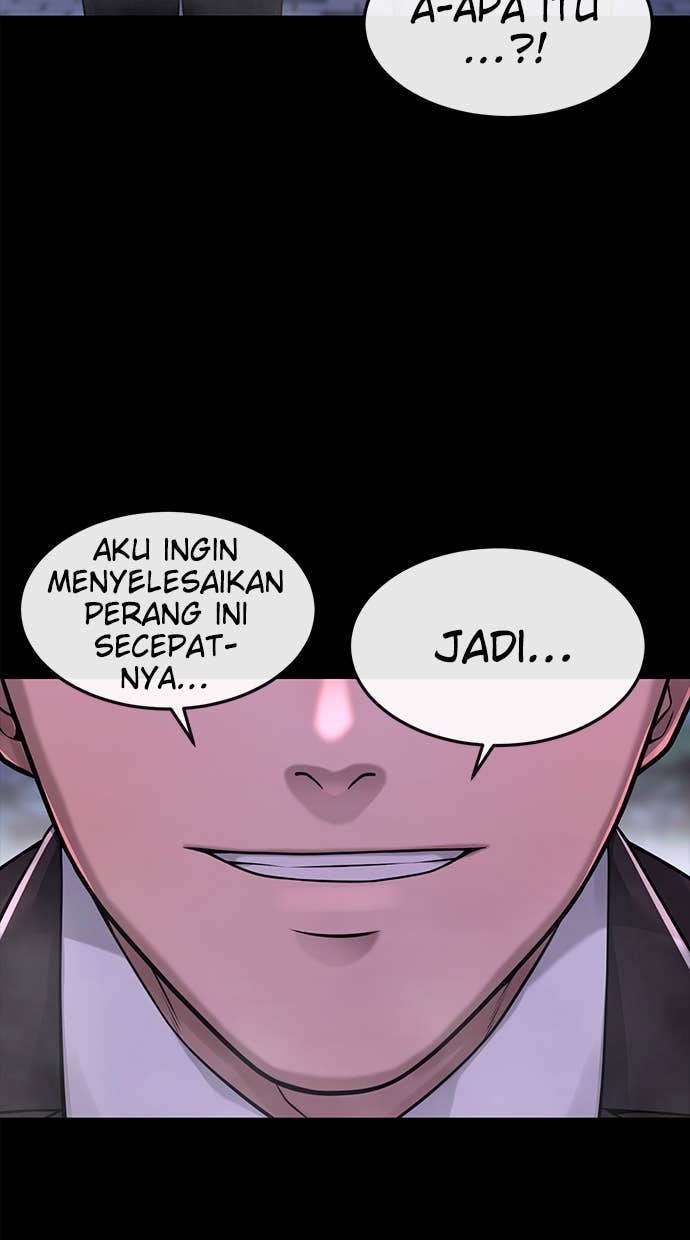 A-APA ITU
...?!
AKU INGIN
MENYELESAIKAN
PERANG INI
SECEPAT-
NYA...
JADI...